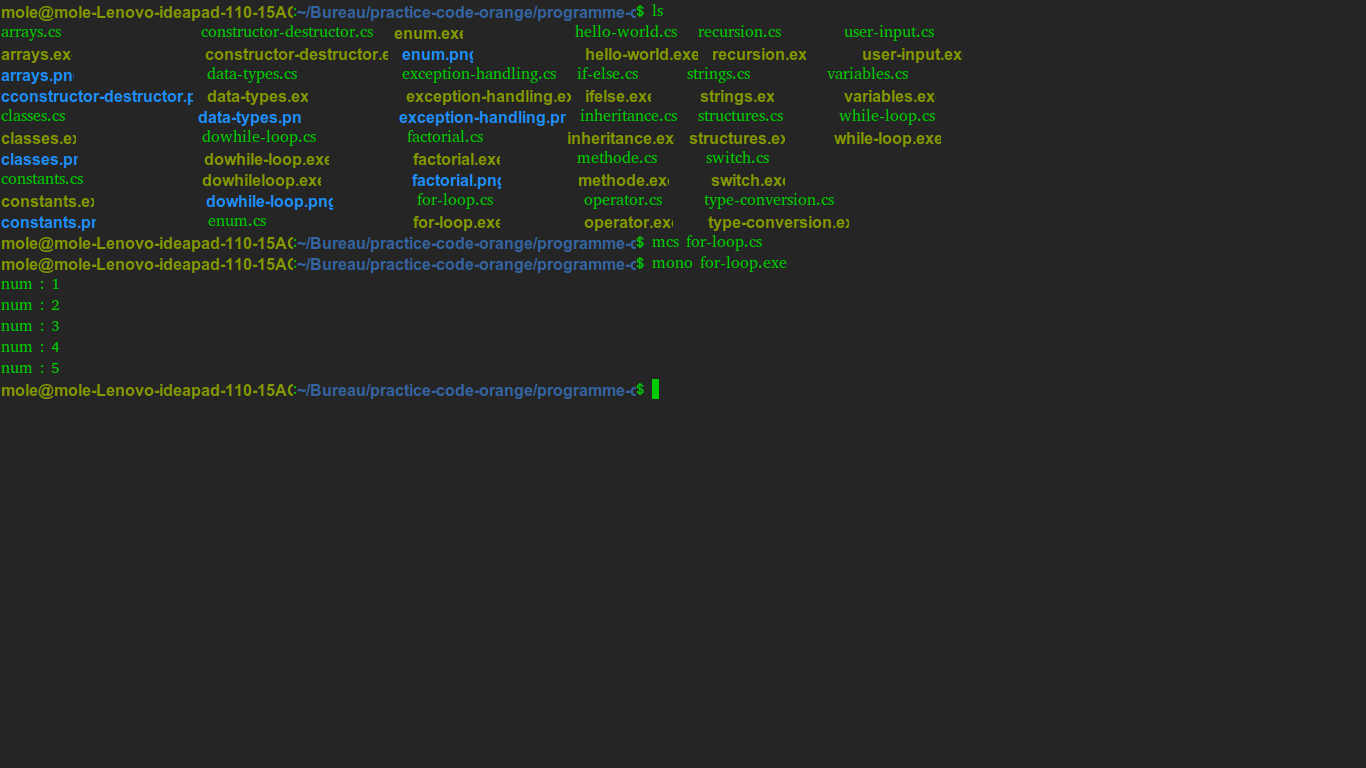 mole@mole-Lenovo-ideapad-110-15AC:~/Bureau/practice-code-orange/programme-c$ ls
arrays.cs constructor-destructor.cs enum.exe hello-world.cs recursion.cs user-input.cs
arrays.ex constructor-destructor.e enum.png hello-world.exe recursion.ex user-input.ex
arrays.pn data-types.cs exception-handling.cs if-else.cs strings.cs variables.cs
cconstructor-destructor.p data-types.ex exception-handling.ex ifelse.exe strings.ex variables.ex
classes.cs data-types.pn exception-handling.pr inheritance.cs structures.cs while-loop.cs
classes.ex dowhile-loop.cs factorial.cs inheritance.exe structures.ex while-loop.exe
classes.pr dowhile-loop.exe factorial.exe methode.cs switch.cs
constants.cs dowhileloop.exe factorial.png methode.exe switch.exe
constants.ex dowhile-loop.png for-loop.cs operator.cs type-conversion.cs
constants.pr enum.cs for-loop.exe operator.exe type-conversion.ex
mole@mole-Lenovo-ideapad-110-15AC:~/Bureau/practice-code-orange/programme-c$ mcs for-loop.cs
mole@mole-Lenovo-ideapad-110-15AC:~/Bureau/practice-code-orange/programme-c$ mono for-loop.exe
num : 1
num : 2
num : 3
num : 4
num : 5
mole@mole-Lenovo-ideapad-110-15AC:~/Bureau/practice-code-orange/programme-c$